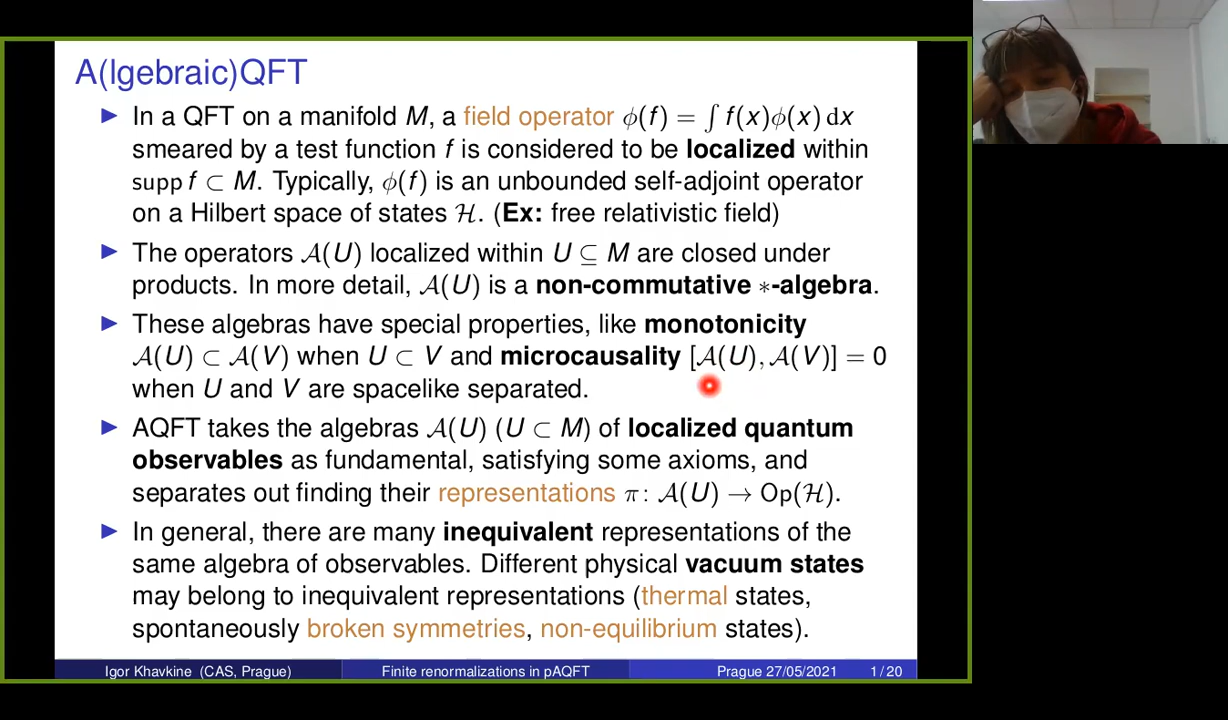 A(lgebraic)QFT
▶ In a QFT on a manifold M, a field operator ϕ(f) = ∫ f(x)ϕ(x) dx
smeared by a test function f is considered to be localized within
supp f ⊂ M. Typically, ϕ(f) is an unbounded self-adjoint operator
on a Hilbert space of states ℋ. (Ex: free relativistic field)
▶ The operators 𝒜(U) localized within U ⊆ M are closed under
products. In more detail, 𝒜(U) is a non-commutative ∗-algebra.
▶ These algebras have special properties, like monotonicity
𝒜(U) ⊂ 𝒜(V) when U ⊂ V and microcausality [𝒜(U), 𝒜(V)] = 0
when U and V are spacelike separated.
▶ AQFT takes the algebras 𝒜(U) (U ⊂ M) of localized quantum
observables as fundamental, satisfying some axioms, and
separates out finding their representations π: 𝒜(U) → Op(ℋ).
▶ In general, there are many inequivalent representations of the
same algebra of observables. Different physical vacuum states
may belong to inequivalent representations (thermal states,
spontaneously broken symmetries, non-equilibrium states).
Igor Khavkine (CAS, Prague) Finite renormalizations in pAQFT Prague 27/05/2021 1 / 20